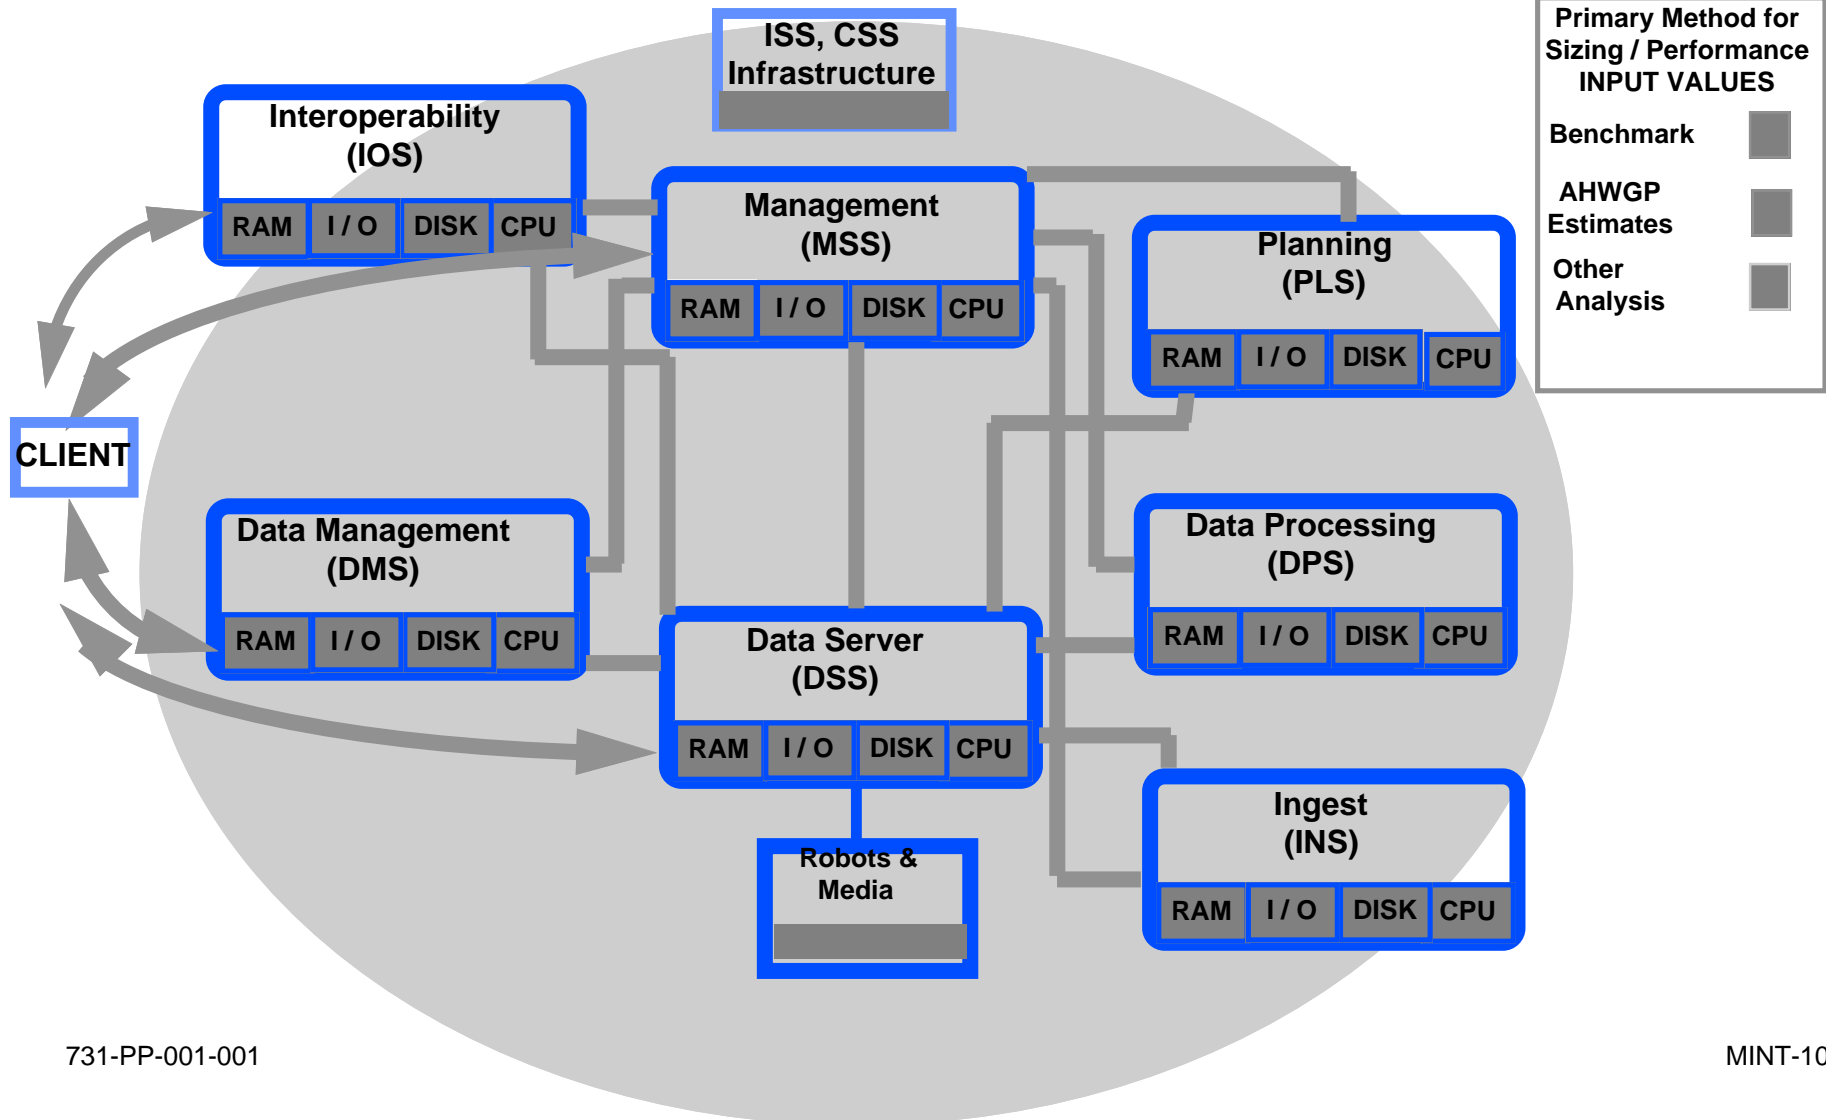 ISS, CSS
Infrastructure
Primary Method for
Sizing / Performance
INPUT VALUES
Benchmark
AHWGP
Estimates
Other
Analysis
Interoperability
(IOS)
RAM I / O DISK CPU
Management
(MSS)
RAM I / O DISK CPU
Planning
(PLS)
RAM I / O DISK CPU
CLIENT
Data Management
(DMS)
RAM I / O DISK CPU
Data Processing
(DPS)
RAM I / O DISK CPU
Data Server
(DSS)
RAM I / O DISK CPU
Ingest
(INS)
RAM I / O DISK CPU
Robots &
Media
731-PP-001-001
MINT-10